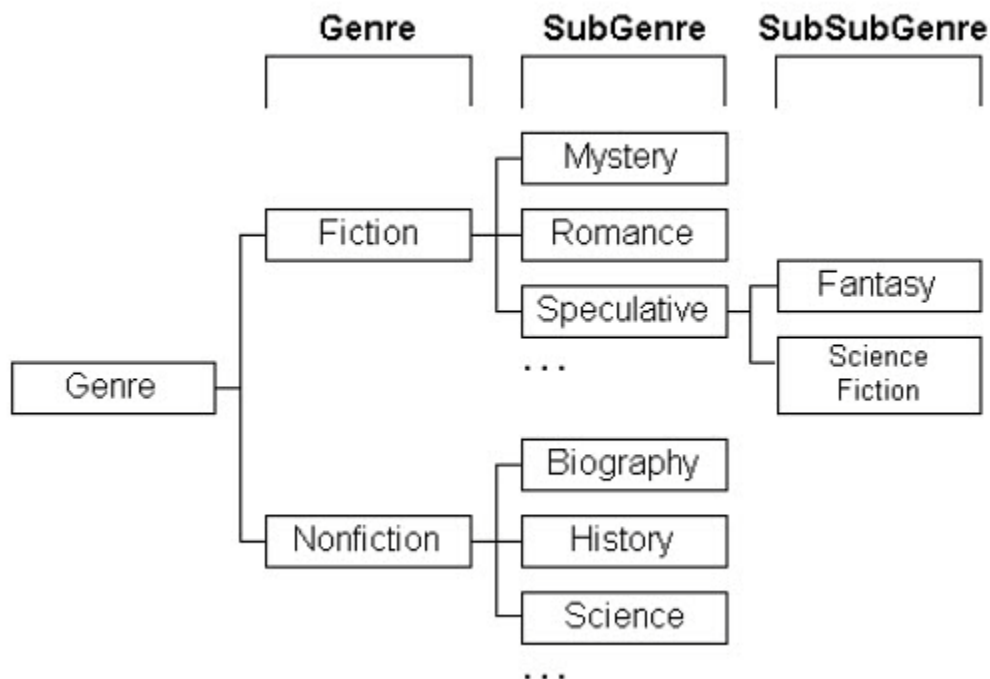 Genre SubGenre SubSubGenre
Mystery
Fiction Romance
Speculative Fantasy
. . .
Science
Fiction
Genre
Biography
Nonfiction History
Science
. . .